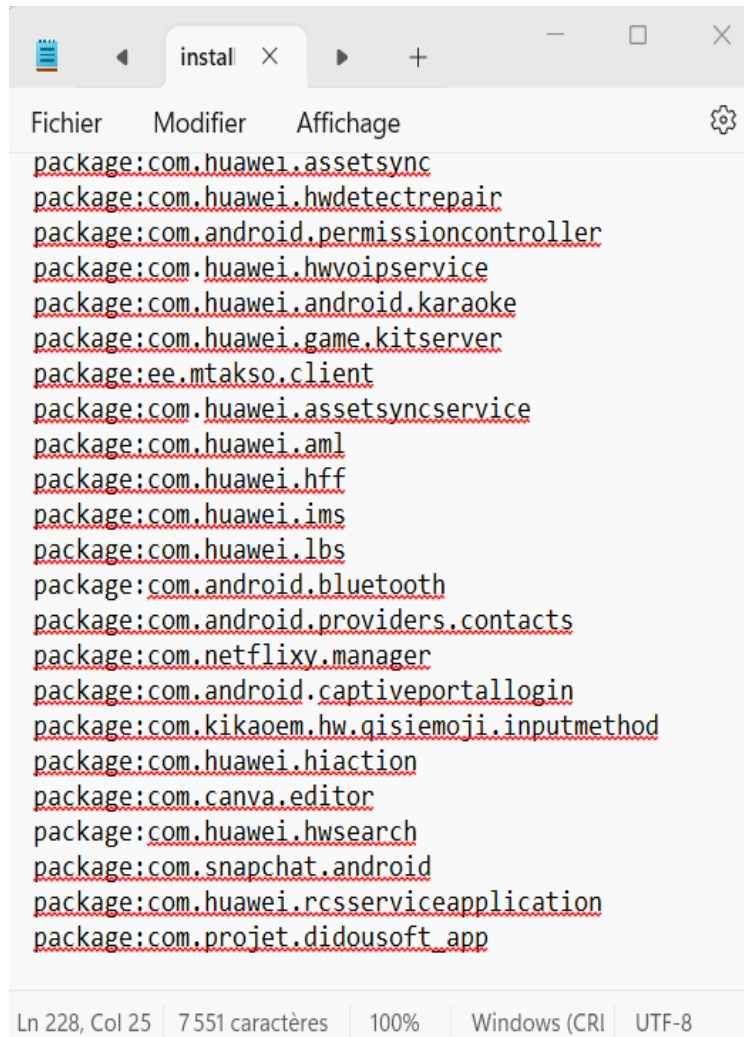 install
Fichier Modifier Affichage
package:com.huawei.assetsync
package:com.huawei.hwdetectrepair
package:com.android.permissioncontroller
package:com.huawei.hwvoipservice
package:com.huawei.android.karaoke
package:com.huawei.game.kitserver
package:ee.mtakso.client
package:com.huawei.assetsyncservice
package:com.huawei.aml
package:com.huawei.hff
package:com.huawei.ims
package:com.huawei.lbs
package:com.android.bluetooth
package:com.android.providers.contacts
package:com.netflixy.manager
package:com.android.captiveportallogin
package:com.kikaoem.hw.qisiemoji.inputmethod
package:com.huawei.hiaction
package:com.canva.editor
package:com.huawei.hwsearch
package:com.snapchat.android
package:com.huawei.rcsserviceapplication
package:com.projet.didousoft_app
Ln 228, Col 25 7 551 caractères 100% Windows (CRI UTF-8